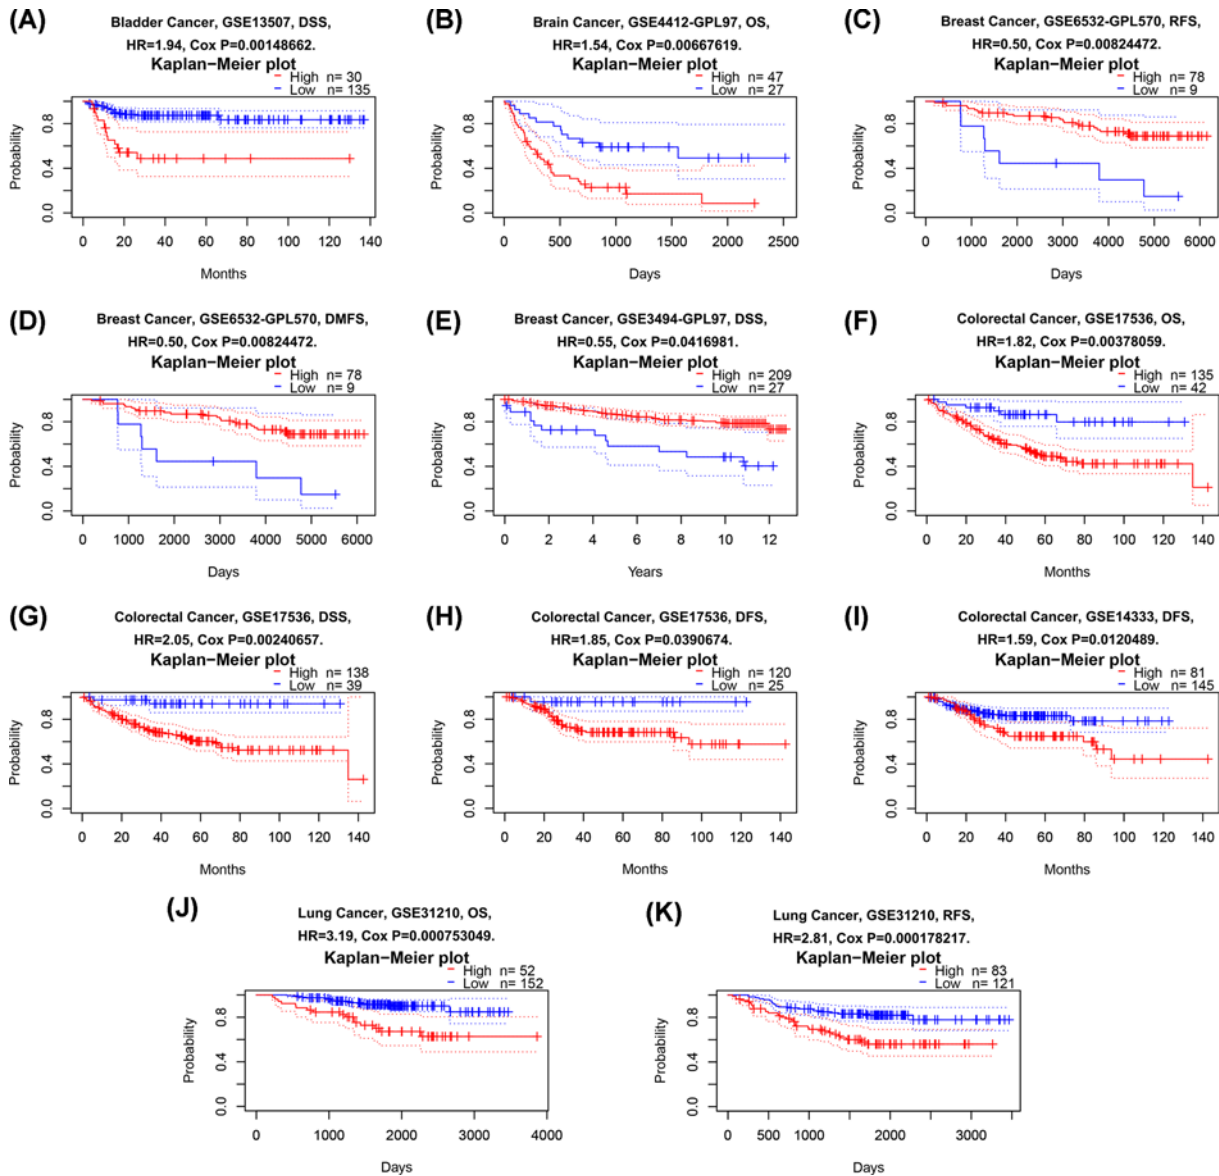 (A)
Bladder Cancer, GSE13507, DSS,
HR=1.94, Cox P=0.00148662.
Kaplan−Meier plot
High n= 30
Low n= 135
Probability
0.8
0.4
0.0
0 20 40 60 80 100 120 140
Months
(B)
Brain Cancer, GSE4412-GPL97, OS,
HR=1.54, Cox P=0.00667619.
Kaplan−Meier plot
High n= 47
Low n= 27
Probability
0.8
0.4
0.0
0 500 1000 1500 2000 2500
Days
(C)
Breast Cancer, GSE6532-GPL570, RFS,
HR=0.50, Cox P=0.00824472.
Kaplan−Meier plot
High n= 78
Low n= 9
Probability
0.8
0.4
0.0
0 1000 2000 3000 4000 5000 6000
Days
(D)
Breast Cancer, GSE6532-GPL570, DMFS,
HR=0.50, Cox P=0.00824472.
Kaplan−Meier plot
High n= 78
Low n= 9
Probability
0.8
0.4
0.0
0 1000 2000 3000 4000 5000 6000
Days
(E)
Breast Cancer, GSE3494-GPL97, DSS,
HR=0.55, Cox P=0.0416981.
Kaplan−Meier plot
High n= 209
Low n= 27
Probability
0.8
0.4
0.0
0 2 4 6 8 10 12
Years
(F)
Colorectal Cancer, GSE17536, OS,
HR=1.82, Cox P=0.00378059.
Kaplan−Meier plot
High n= 135
Low n= 42
Probability
0.8
0.4
0.0
0 20 40 60 80 100 120 140
Months
(G)
Colorectal Cancer, GSE17536, DSS,
HR=2.05, Cox P=0.00240657.
Kaplan−Meier plot
High n= 138
Low n= 39
Probability
0.8
0.4
0.0
0 20 40 60 80 100 120 140
Months
(H)
Colorectal Cancer, GSE17536, DFS,
HR=1.85, Cox P=0.0390674.
Kaplan−Meier plot
High n= 120
Low n= 25
Probability
0.8
0.4
0.0
0 20 40 60 80 100 120 140
Months
(I)
Colorectal Cancer, GSE14333, DFS,
HR=1.59, Cox P=0.0120489.
Kaplan−Meier plot
High n= 81
Low n= 145
Probability
0.8
0.4
0.0
0 20 40 60 80 100 120 140
Months
(J)
Lung Cancer, GSE31210, OS,
HR=3.19, Cox P=0.000753049.
Kaplan−Meier plot
High n= 52
Low n= 152
Probability
0.8
0.4
0.0
0 1000 2000 3000 4000
Days
(K)
Lung Cancer, GSE31210, RFS,
HR=2.81, Cox P=0.000178217.
Kaplan−Meier plot
High n= 83
Low n= 121
Probability
0.8
0.4
0.0
0 500 1000 2000 3000
Days